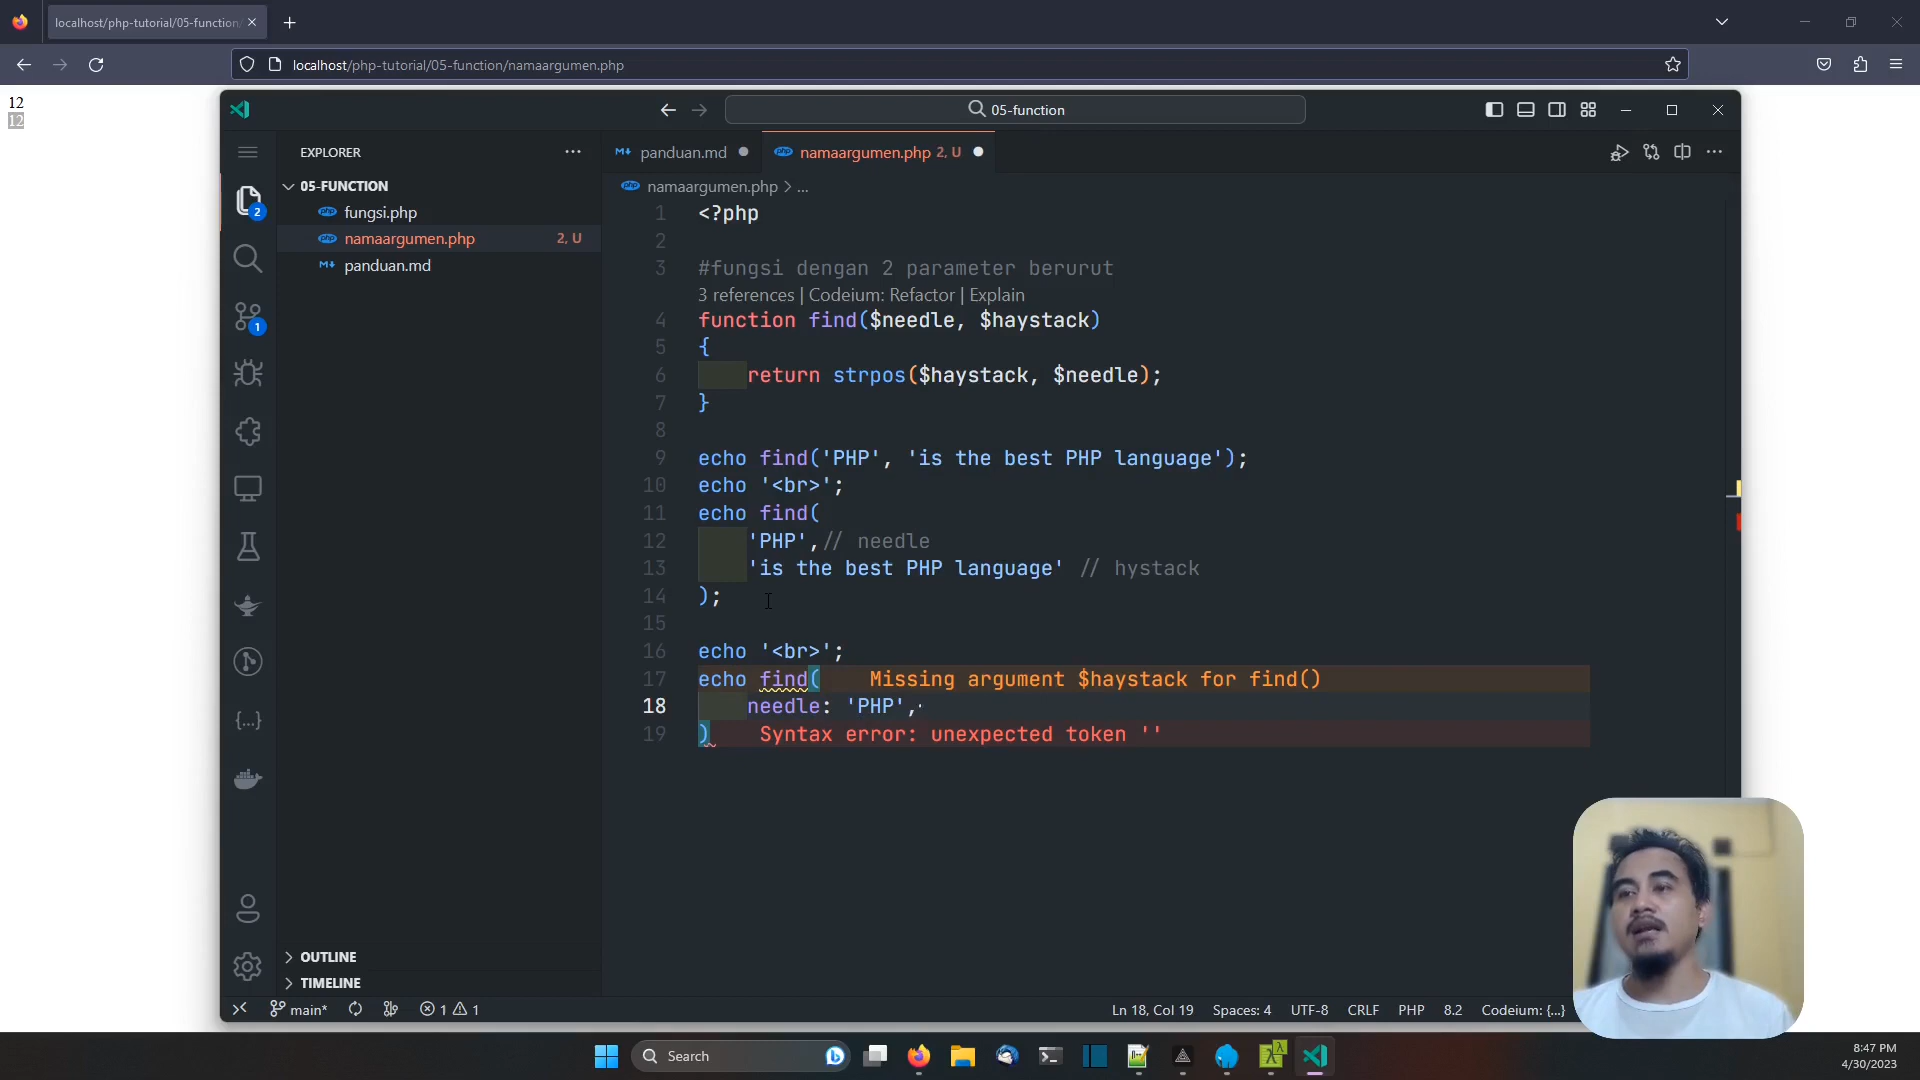 localhost/php-tutorial/05-function/
localhost/php-tutorial/05-function/namaargumen.php
12
12
05-function
EXPLORER
panduan.md
namaargumen.php 2, U
05-FUNCTION
namaargumen.php > ...
fungsi.php
namaargumen.php 2, U
panduan.md
1 <?php
2
3 #fungsi dengan 2 parameter berurut
3 references | Codeium: Refactor | Explain
4 function find($needle, $haystack)
5 {
6 return strpos($haystack, $needle);
7 }
8
9 echo find('PHP', 'is the best PHP language');
10 echo '<br>';
11 echo find(
12 'PHP',// needle
13 'is the best PHP language' // hystack
14 );
15
16 echo '<br>';
17 echo find( Missing argument $haystack for find()
18 needle: 'PHP',
19 ) Syntax error: unexpected token ''
2
1
OUTLINE
TIMELINE
main* 1 1
Ln 18, Col 19 Spaces: 4 UTF-8 CRLF PHP 8.2 Codeium: {...}
Search
8:47 PM
4/30/2023